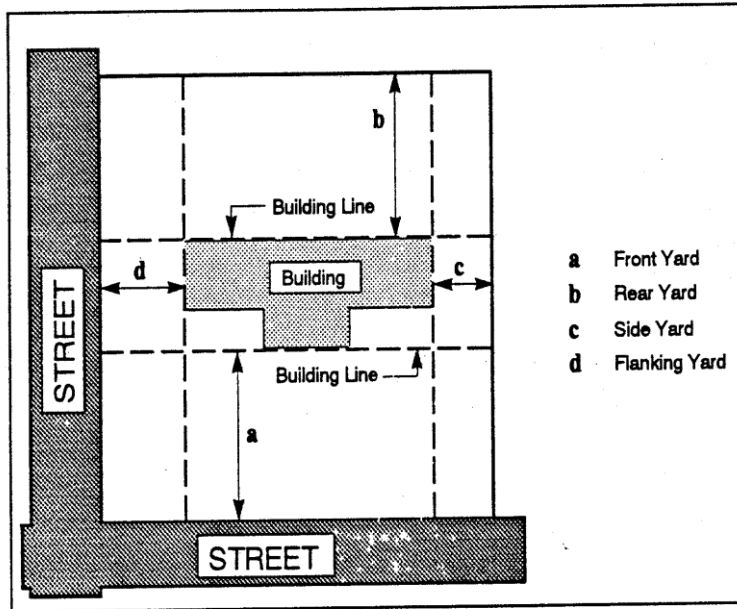 b
Building Line
d
Building
c
a Front Yard
b Rear Yard
c Side Yard
d Flanking Yard
STREET
Building Line
a
STREET